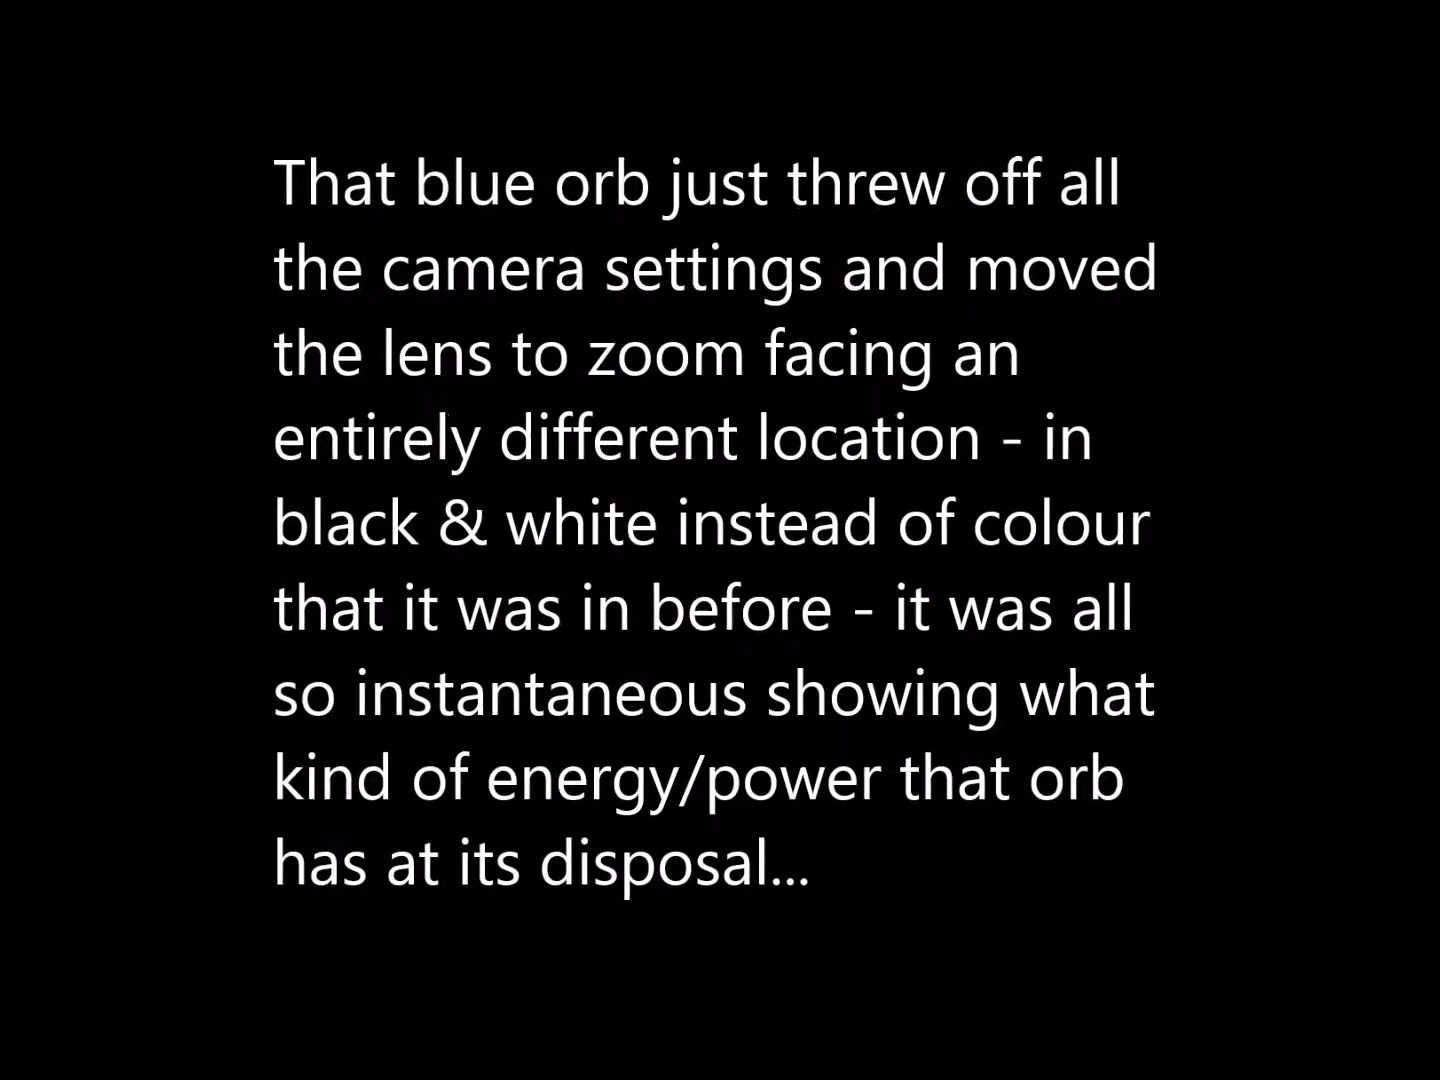 That blue orb just threw off all
the camera settings and moved
the lens to zoom facing an
entirely different location - in
black & white instead of colour
that it was in before - it was all
so instantaneous showing what
kind of energy/power that orb
has at its disposal...